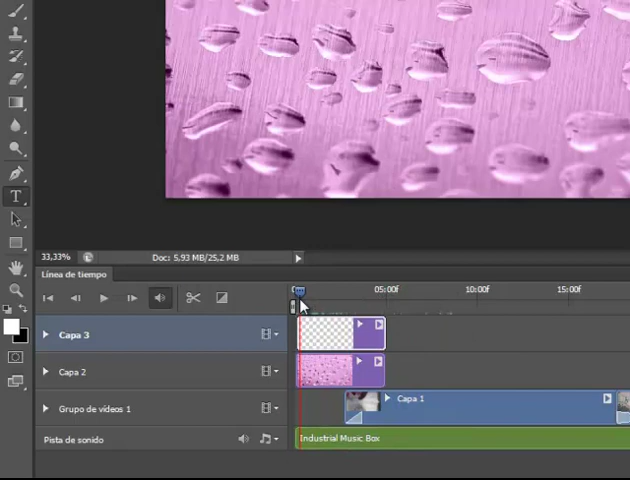 T
33,33%
Doc: 5,93 MB/25,2 MB
Línea de tiempo
05:00f
10:00f
15:00f
Capa 3
Capa 2
Grupo de vídeos 1
Capa 1
Pista de sonido
Industrial Music Box